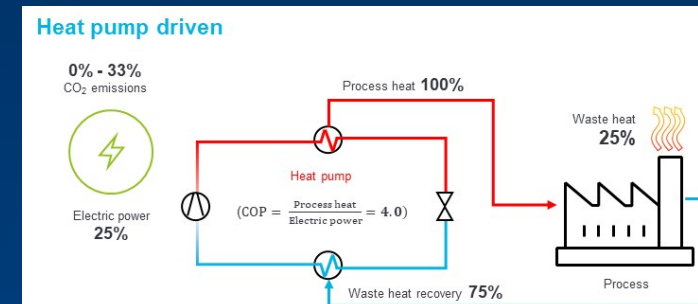 Heat pump driven
0% - 33%
CO₂ emissions
Process heat 100%
Waste heat
25%
Heat pump
(COP = Process heat / Electric power = 4.0)
Electric power
25%
Waste heat recovery 75%
Process